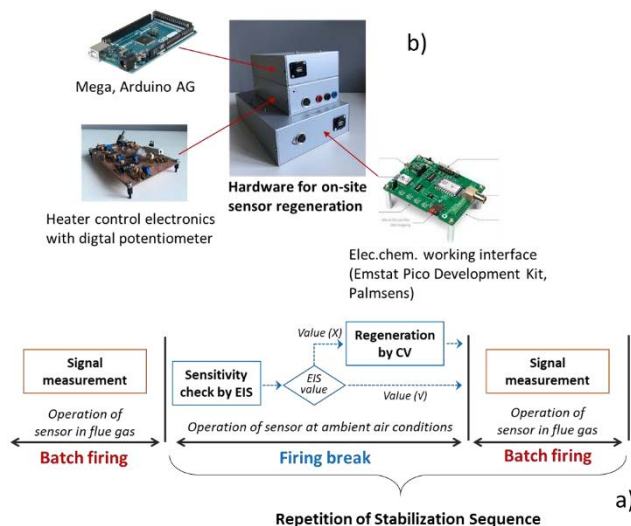 b)
Mega, Arduino AG
Heater control electronics
with digtal potentiometer
Hardware for on-site
sensor regeneration
Elec.chem. working interface
(Emstat Pico Development Kit,
Palmsens)
Signal
measurement
Operation of
sensor in flue gas
Batch firing
Sensitivity
check by EIS
EIS
value
Value (X)
Regeneration
by CV
Value (√)
Operation of sensor at ambient air conditions
Firing break
Signal measurement
Operation of
sensor in flue gas
Batch firing
a)
Repetition of Stabilization Sequence